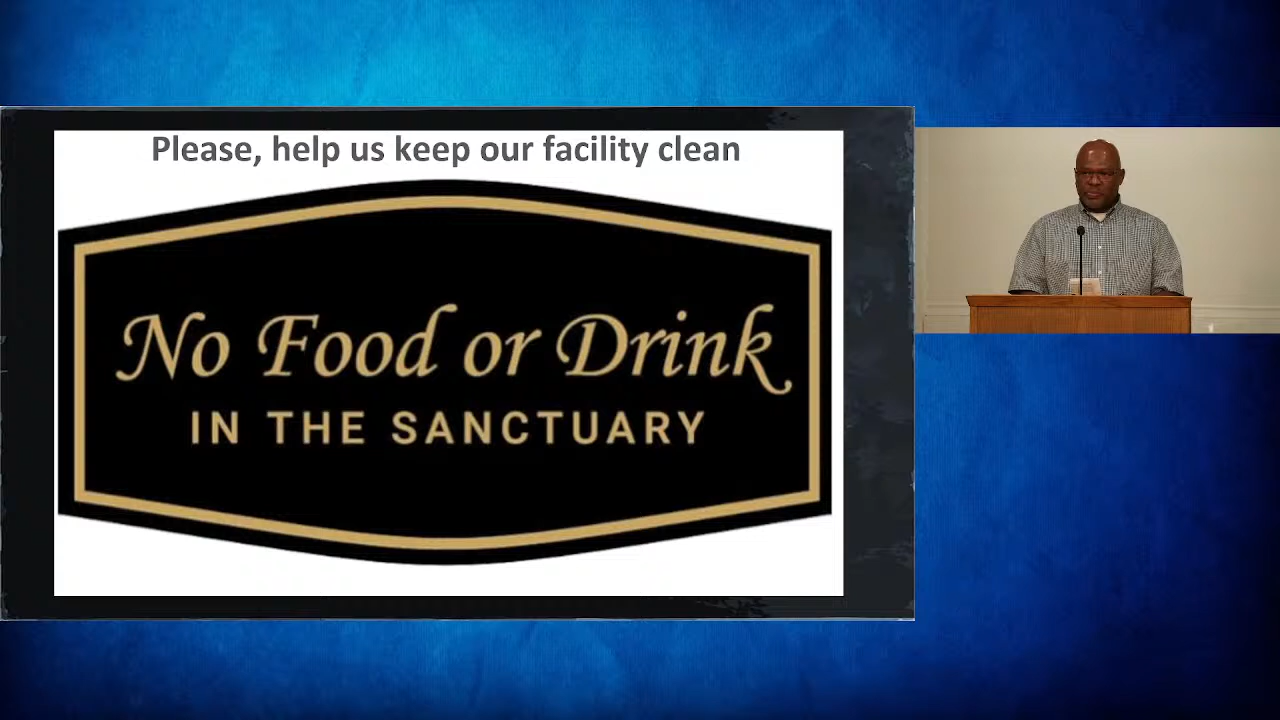 Please, help us keep our facility clean
No Food or Drink
IN THE SANCTUARY